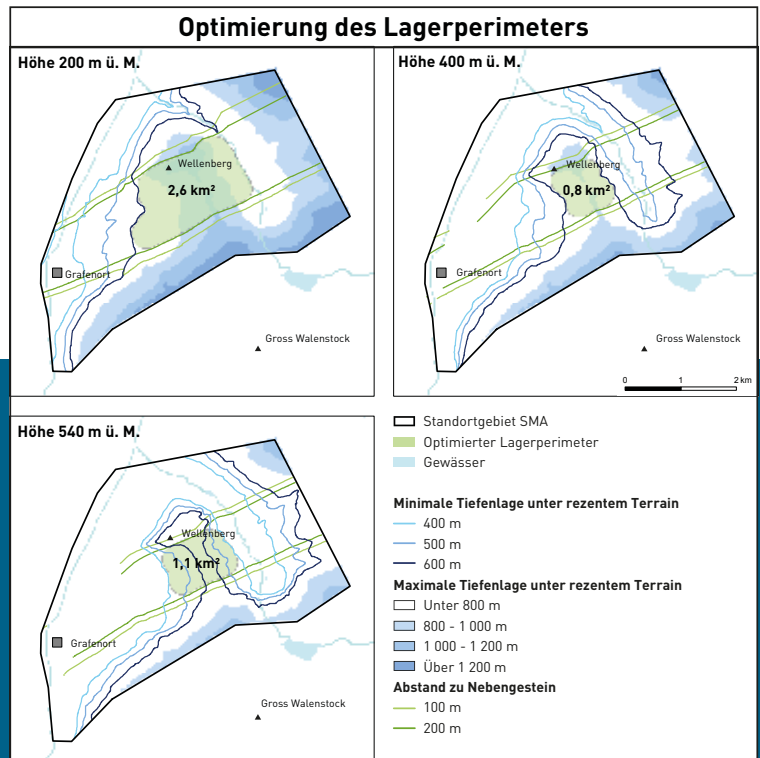 Optimierung des Lagerperimeters
Höhe 200 m ü. M.
Wellenberg
2,6 km²
Grafenort
Gross Walenstock
Höhe 400 m ü. M.
Wellenberg
0,8 km²
Grafenort
Gross Walenstock
0 1 2 km
Höhe 540 m ü. M.
Wellenberg
1,1 km²
Grafenort
Gross Walenstock
Standortgebiet SMA
Optimierter Lagerperimeter
Gewässer
Minimale Tiefenlage unter rezentem Terrain
400 m
500 m
600 m
Maximale Tiefenlage unter rezentem Terrain
Unter 800 m
800 - 1 000 m
1 000 - 1 200 m
Über 1 200 m
Abstand zu Nebengestein
100 m
200 m